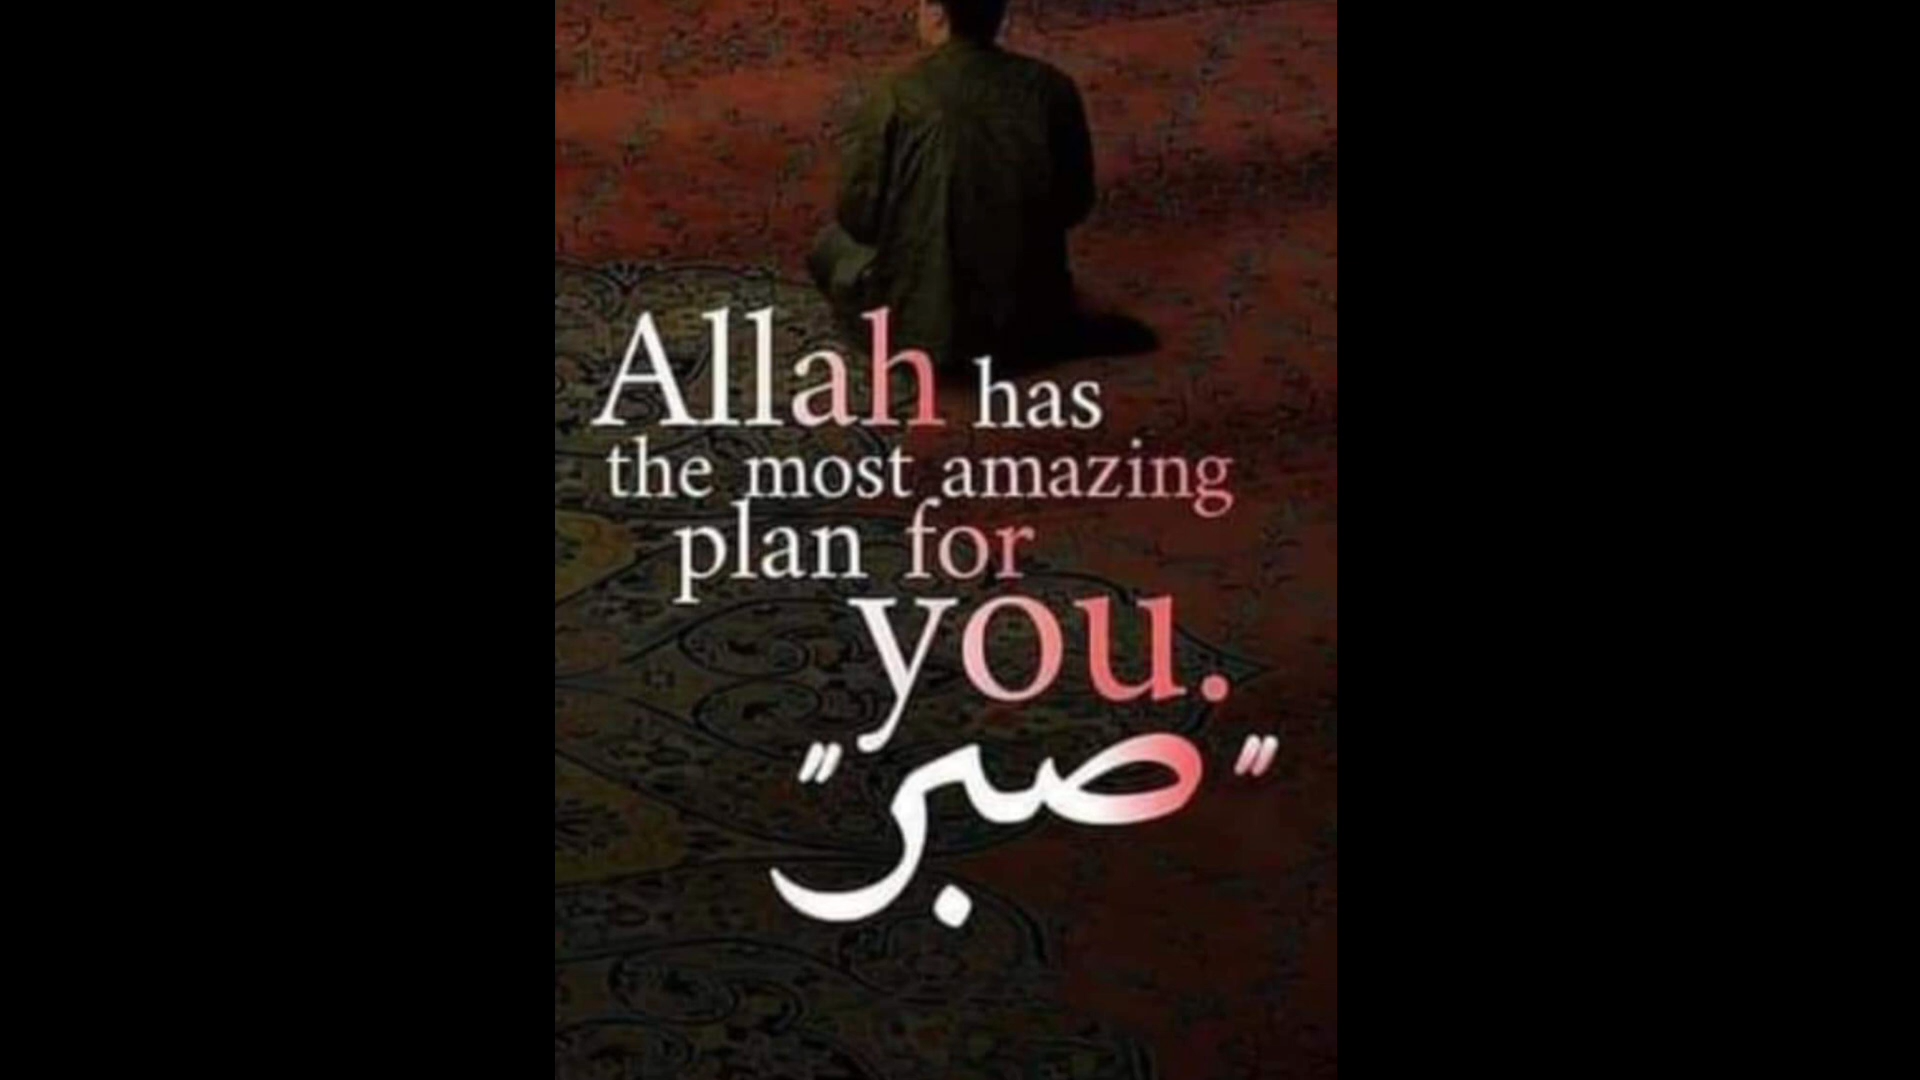 Allah has
the most amazing
plan for
you.
"صبر"